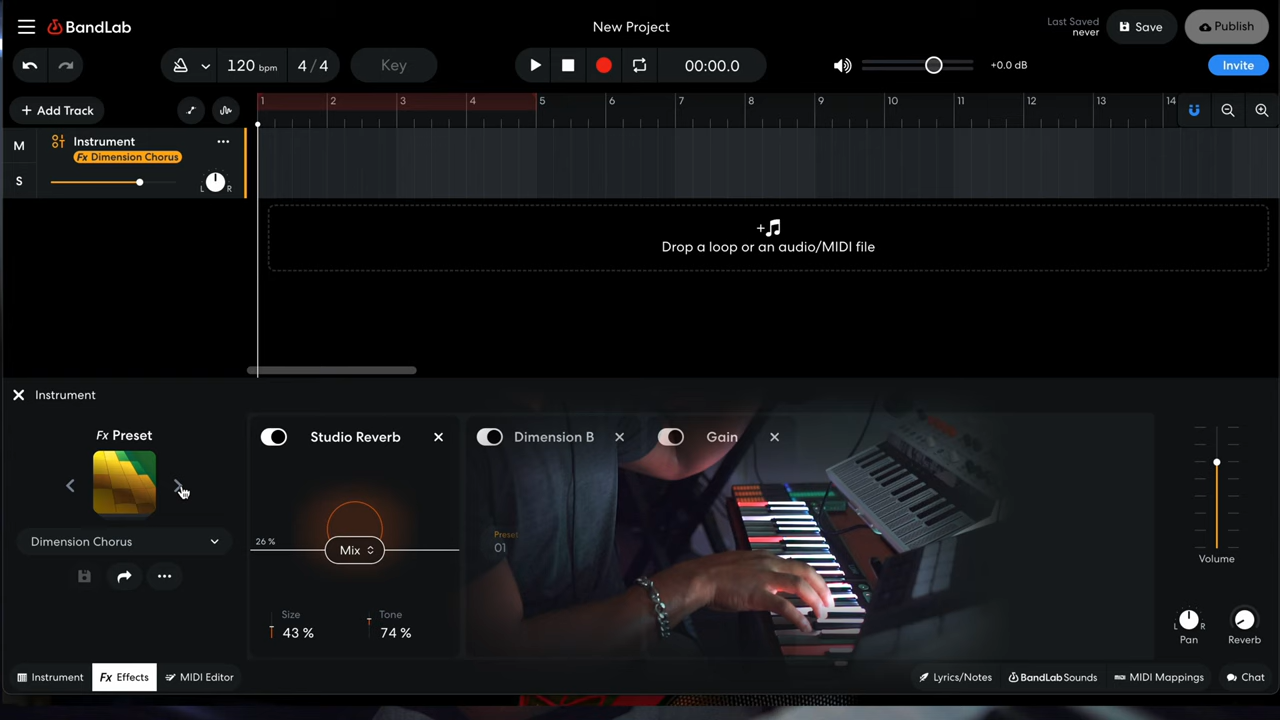 BandLab
New Project
Last Saved
never
Save
Publish
120 bpm
4 / 4
Key
00:00.0
+0.0 dB
Invite
+ Add Track
1 2 3 4 5 6 7 8 9 10 11 12 13 14
M
Instrument
Fx Dimension Chorus
S
L R
Drop a loop or an audio/MIDI file
Instrument
Fx Preset
Studio Reverb
Dimension B
Gain
Preset
01
26 %
Mix
Dimension Chorus
Size
43 %
Tone
74 %
Volume
L R
Pan
Reverb
Instrument
Fx Effects
MIDI Editor
Lyrics/Notes
BandLab Sounds
MIDI Mappings
Chat